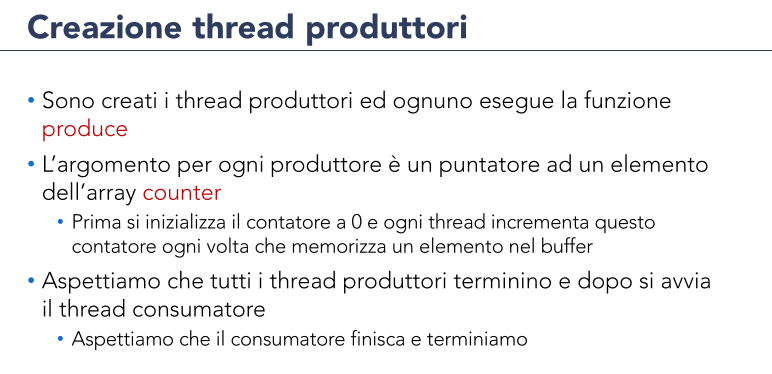 Creazione thread produttori
• Sono creati i thread produttori ed ognuno esegue la funzione
produce
• L’argomento per ogni produttore è un puntatore ad un elemento
dell’array counter
• Prima si inizializza il contatore a 0 e ogni thread incrementa questo
contatore ogni volta che memorizza un elemento nel buffer
• Aspettiamo che tutti i thread produttori terminino e dopo si avvia
il thread consumatore
• Aspettiamo che il consumatore finisca e terminiamo